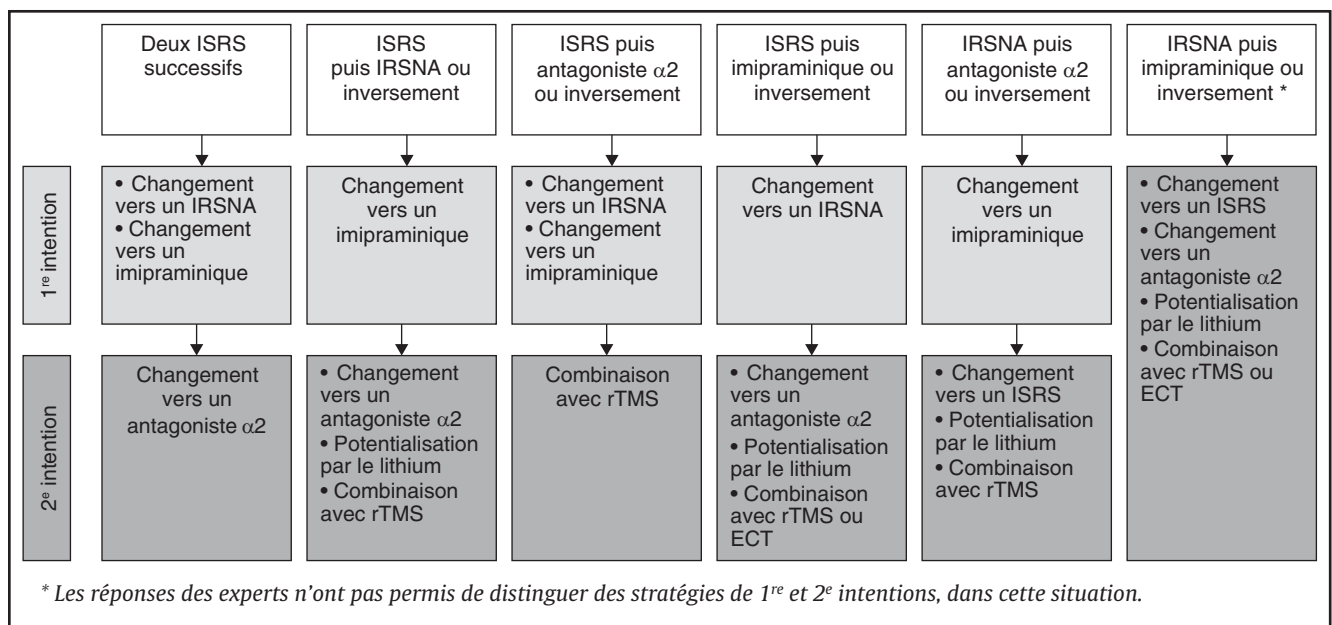 Deux ISRS
successifs
ISRS
puis IRSNA ou
inversement
ISRS puis
antagoniste α2
ou inversement
ISRS puis
imipraminique ou
inversement
IRSNA puis
antagoniste α2
ou inversement
IRSNA puis
imipraminique ou
inversement *
1re intention
• Changement
vers un IRSNA
• Changement
vers un
imipraminique
Changement
vers un
imipraminique
• Changement
vers un IRSNA
• Changement
vers un
imipraminique
Changement
vers un IRSNA
Changement
vers un
imipraminique
• Changement
vers un ISRS
• Changement
vers un
antagoniste α2
• Potentialisation
par le lithium
• Combinaison
avec rTMS ou
ECT
2e intention
Changement
vers un
antagoniste α2
• Changement
vers un
antagoniste α2
• Potentialisation
par le lithium
• Combinaison
avec rTMS
Combinaison
avec rTMS
• Changement
vers un
antagoniste α2
• Potentialisation
par le lithium
• Combinaison
avec rTMS ou
ECT
• Changement
vers un ISRS
• Potentialisation
par le lithium
• Combinaison
avec rTMS
* Les réponses des experts n'ont pas permis de distinguer des stratégies de 1re et 2e intentions, dans cette situation.